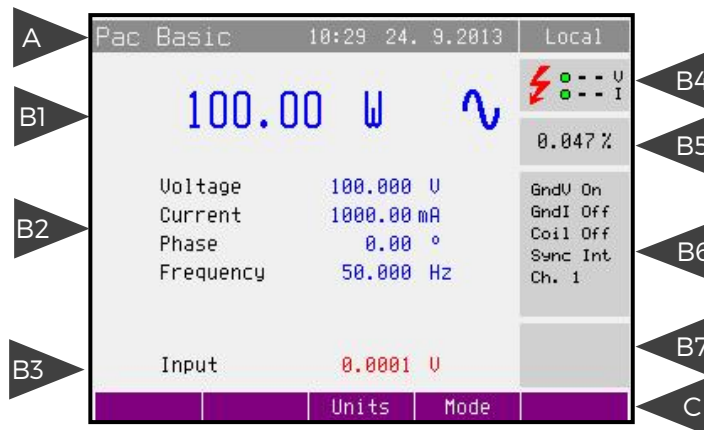 A
Pac Basic 10:29 24. 9.2013 Local
B1
100.00 W
-- V
-- I
B4
0.047 %
B5
B2
Voltage 100.000 V
Current 1000.00 mA
Phase 0.00 °
Frequency 50.000 Hz
GndV On
GndI Off
Coil Off
Sync Int
Ch. 1
B6
B3
Input 0.0001 V
B7
Units Mode
C